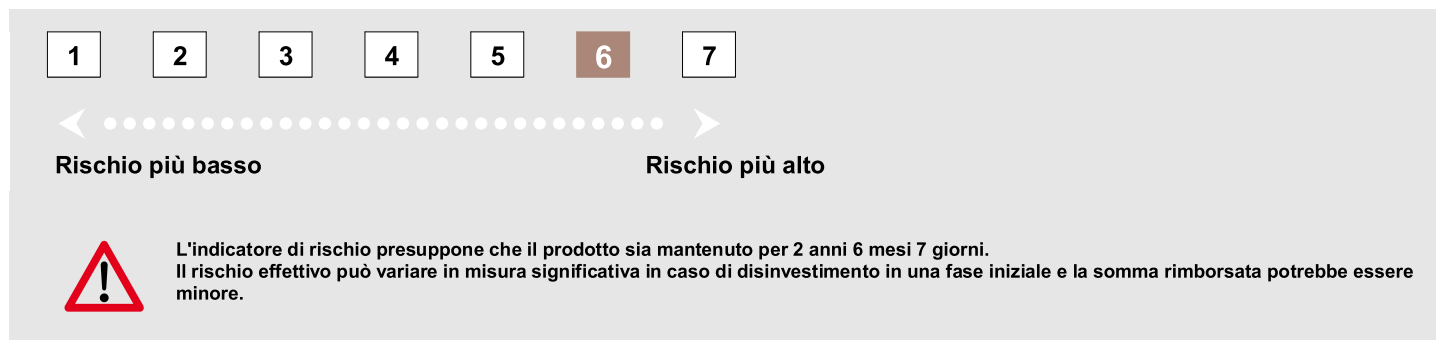 1 2 3 4 5 6 7
Rischio più basso Rischio più alto
L'indicatore di rischio presuppone che il prodotto sia mantenuto per 2 anni 6 mesi 7 giorni.
Il rischio effettivo può variare in misura significativa in caso di disinvestimento in una fase iniziale e la somma rimborsata potrebbe essere
minore.